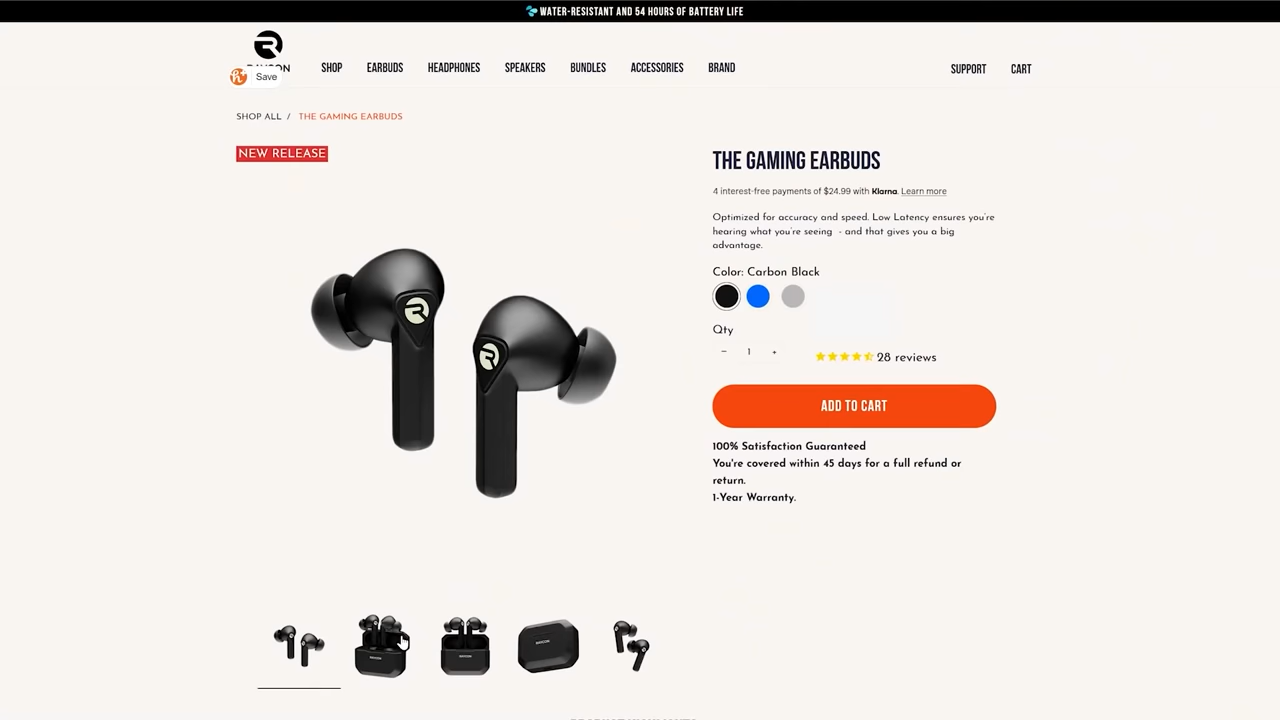 WATER-RESISTANT AND 54 HOURS OF BATTERY LIFE
Save
SHOP
EARBUDS
HEADPHONES
SPEAKERS
BUNDLES
ACCESSORIES
BRAND
SUPPORT
CART
SHOP ALL / THE GAMING EARBUDS
NEW RELEASE
THE GAMING EARBUDS
4 interest-free payments of $24.99 with Klarna. Learn more
Optimized for accuracy and speed. Low Latency ensures you're
hearing what you're seeing - and that gives you a big
advantage.
Color: Carbon Black
Qty
− 1 +
28 reviews
ADD TO CART
100% Satisfaction Guaranteed
You're covered within 45 days for a full refund or
return.
1-Year Warranty.